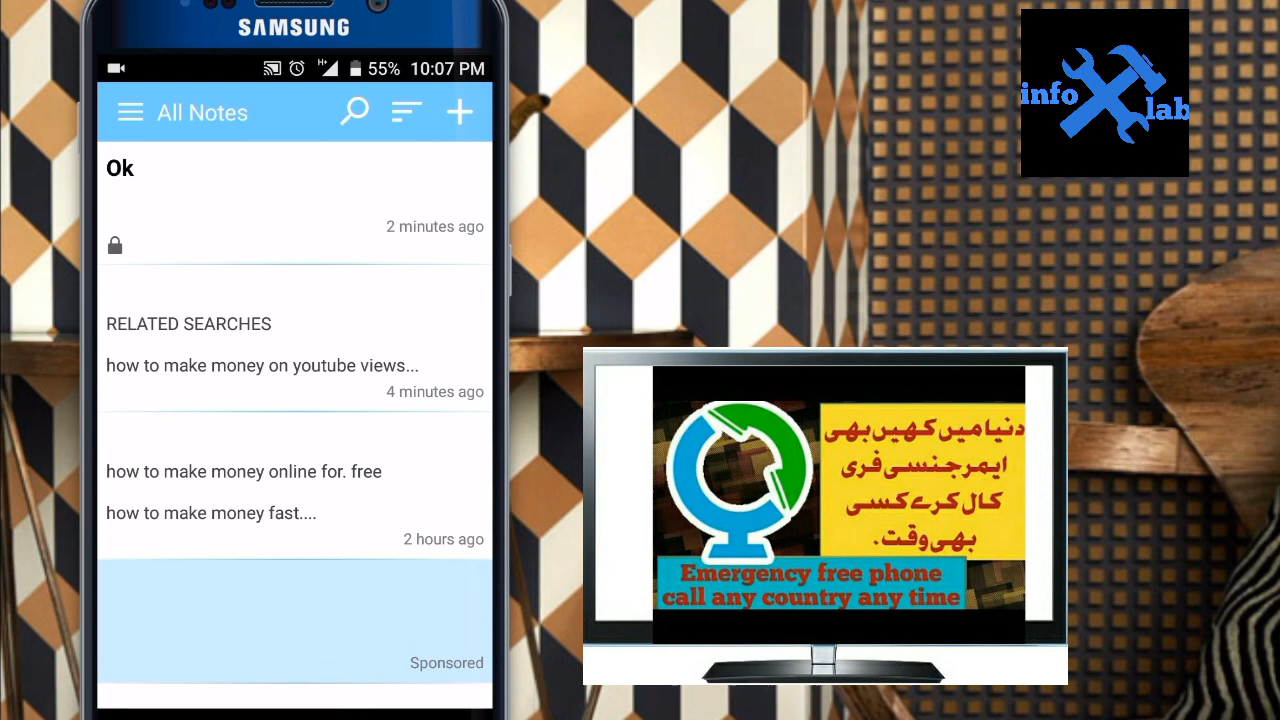 SAMSUNG
H+ 55% 10:07 PM
All Notes
Ok
2 minutes ago
RELATED SEARCHES
how to make money on youtube views...
4 minutes ago
how to make money online for. free
how to make money fast....
2 hours ago
Sponsored
info
lab
دنیا میں کھیں بھی
ایمرجنسی فری
کال کرے کسی
بھی وقت.
Emergency free phone
call any country any time